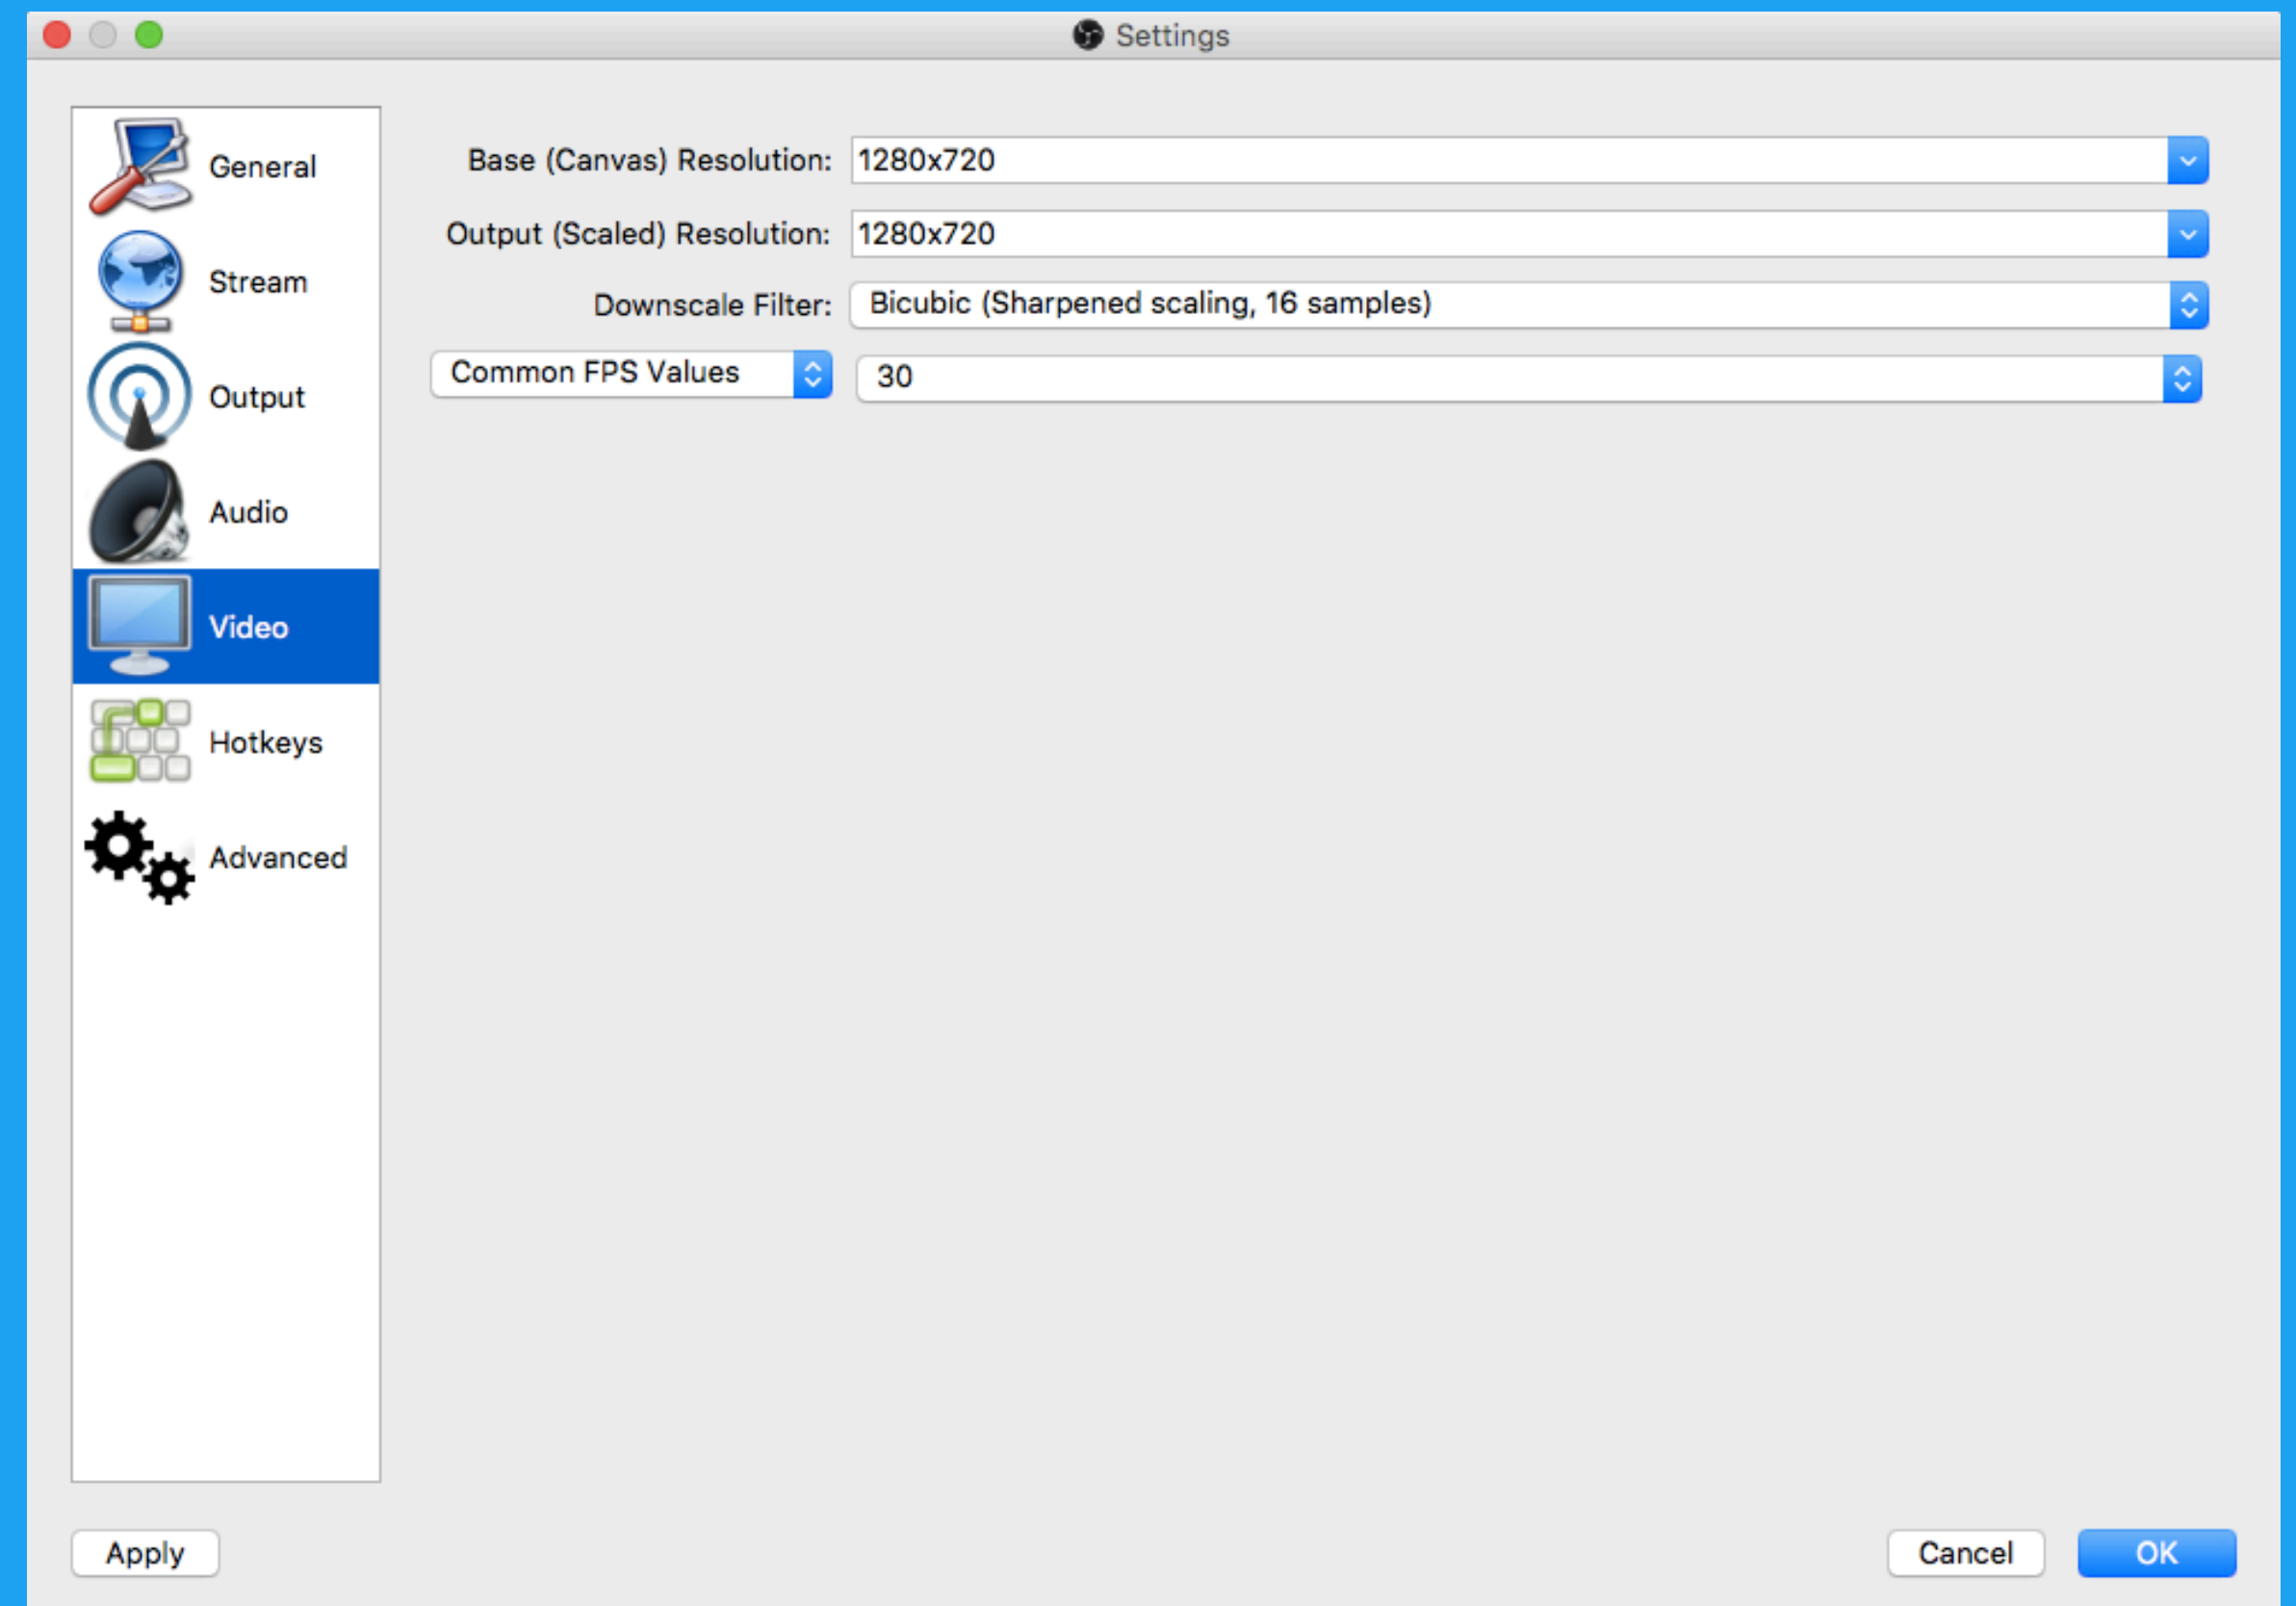 Settings
General
Stream
Output
Audio
Video
Hotkeys
Advanced
Base (Canvas) Resolution: 1280x720
Output (Scaled) Resolution: 1280x720
Downscale Filter: Bicubic (Sharpened scaling, 16 samples)
Common FPS Values 30
Apply Cancel OK